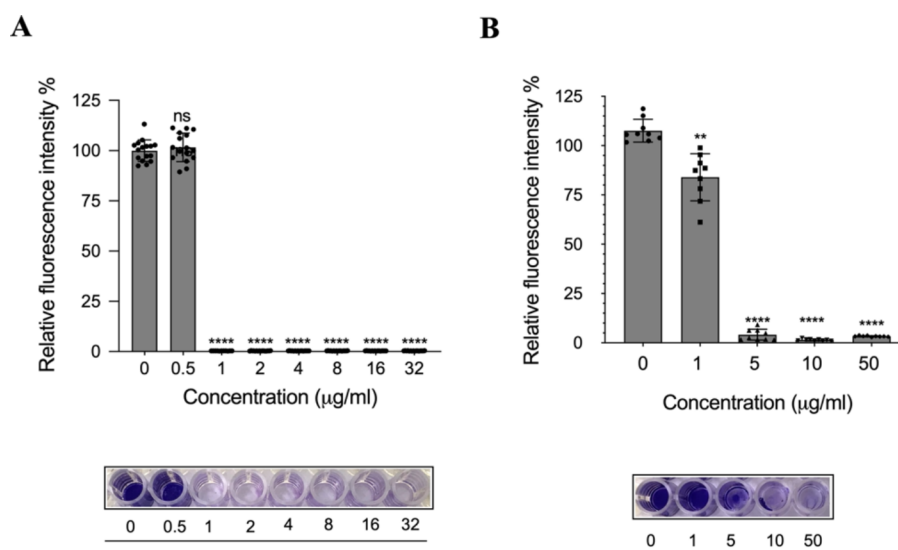 A
B
Relative fluorescence intensity %
125
100
75
50
25
0
ns
**** **** **** **** **** ****
0 0.5 1 2 4 8 16 32
Concentration (μg/ml)
Relative fluorescence intensity %
125
100
75
50
25
0
**
**** **** ****
0 1 5 10 50
Concentration (μg/ml)
0 0.5 1 2 4 8 16 32
0 1 5 10 50